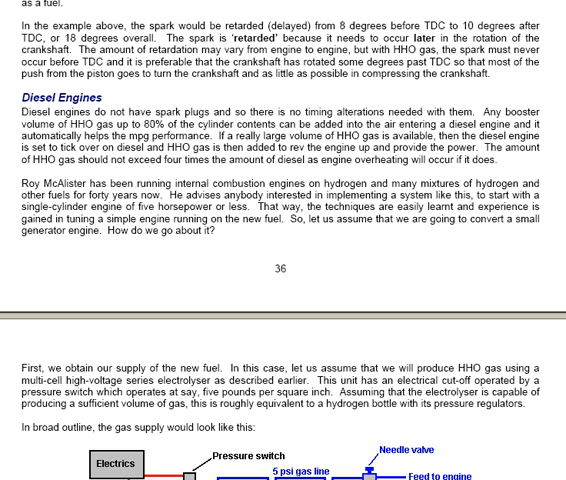 as a fuel.
In the example above, the spark would be retarded (delayed) from 8 degrees before TDC to 10 degrees after
TDC, or 18 degrees overall. The spark is 'retarded' because it needs to occur later in the rotation of the
crankshaft. The amount of retardation may vary from engine to engine, but with HHO gas, the spark must never
occur before TDC and it is preferable that the crankshaft has rotated some degrees past TDC so that most of the
push from the piston goes to turn the crankshaft and as little as possible in compressing the crankshaft.
Diesel Engines
Diesel engines do not have spark plugs and so there is no timing alterations needed with them. Any booster
volume of HHO gas up to 80% of the cylinder contents can be added into the air entering a diesel engine and it
automatically helps the mpg performance. If a really large volume of HHO gas is available, then the diesel engine
is set to tick over on diesel and HHO gas is then added to rev the engine up and provide the power. The amount
of HHO gas should not exceed four times the amount of diesel as engine overheating will occur if it does.
Roy McAlister has been running internal combustion engines on hydrogen and many mixtures of hydrogen and
other fuels for forty years now. He advises anybody interested in implementing a system like this, to start with a
single-cylinder engine of five horsepower or less. That way, the techniques are easily learnt and experience is
gained in tuning a simple engine running on the new fuel. So, let us assume that we are going to convert a small
generator engine. How do we go about it?
36
First, we obtain our supply of the new fuel. In this case, let us assume that we will produce HHO gas using a
multi-cell high-voltage series electrolyser as described earlier. This unit has an electrical cut-off operated by a
pressure switch which operates at say, five pounds per square inch. Assuming that the electrolyser is capable of
producing a sufficient volume of gas, this is roughly equivalent to a hydrogen bottle with its pressure regulators.
In broad outline, the gas supply would look like this:
Needle valve
Pressure switch
Electrics
5 psi gas line
Feed to engine